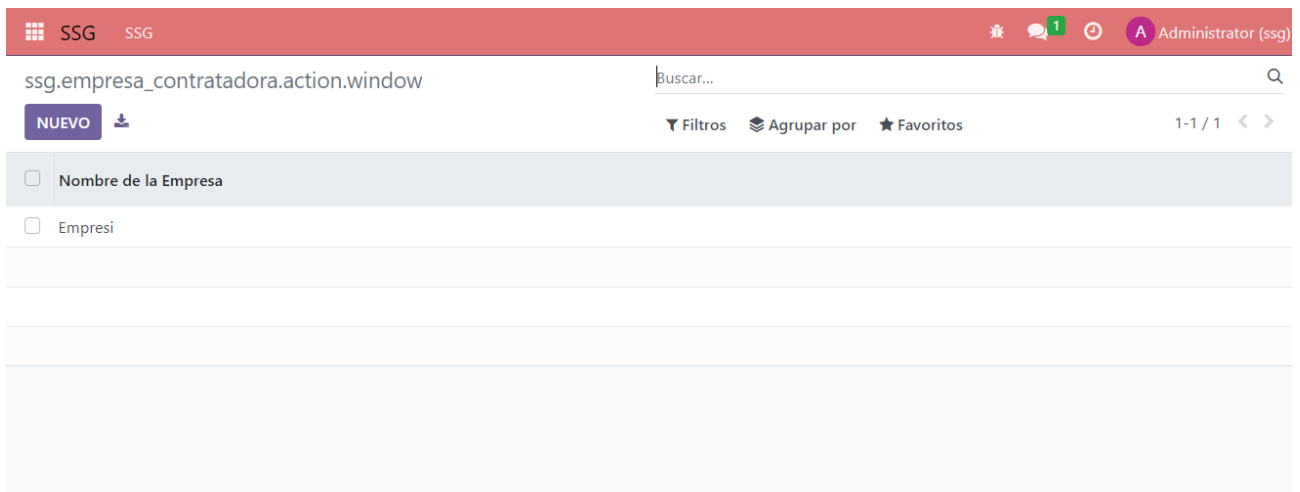 SSG SSG 1 A Administrator (ssg)
ssg.empresa_contratadora.action.window Buscar...
NUEVO Filtros Agrupar por Favoritos 1-1 / 1
Nombre de la Empresa
Empresi